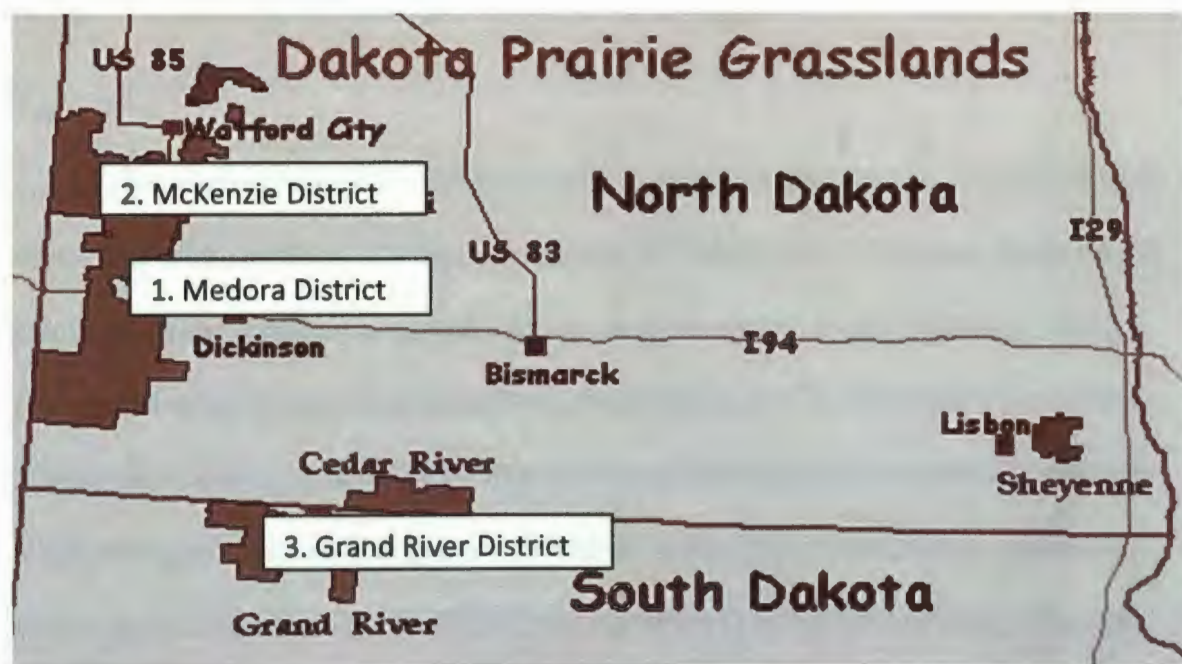 Dakota Prairie Grasslands
US 85
Watford City
2. McKenzie District
North Dakota
I29
US 83
1. Medora District
Dickinson
I94
Bismarck
Lisbon
Cedar River
Sheyenne
3. Grand River District
South Dakota
Grand River